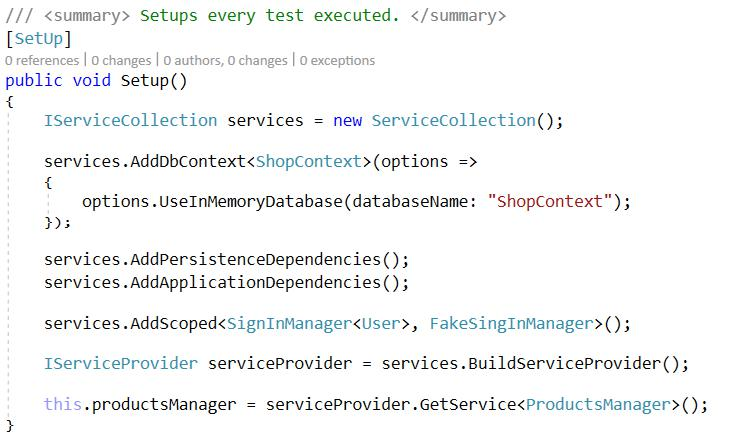 /// <summary> Setups every test executed. </summary>
[SetUp]
0 references | 0 changes | 0 authors, 0 changes | 0 exceptions
public void Setup()
{
IServiceCollection services = new ServiceCollection();
services.AddDbContext<ShopContext>(options =>
{
options.UseInMemoryDatabase(databaseName: "ShopContext");
});
services.AddPersistenceDependencies();
services.AddApplicationDependencies();
services.AddScoped<SignInManager<User>, FakeSingInManager>();
IServiceProvider serviceProvider = services.BuildServiceProvider();
this.productsManager = serviceProvider.GetService<ProductsManager>();
}